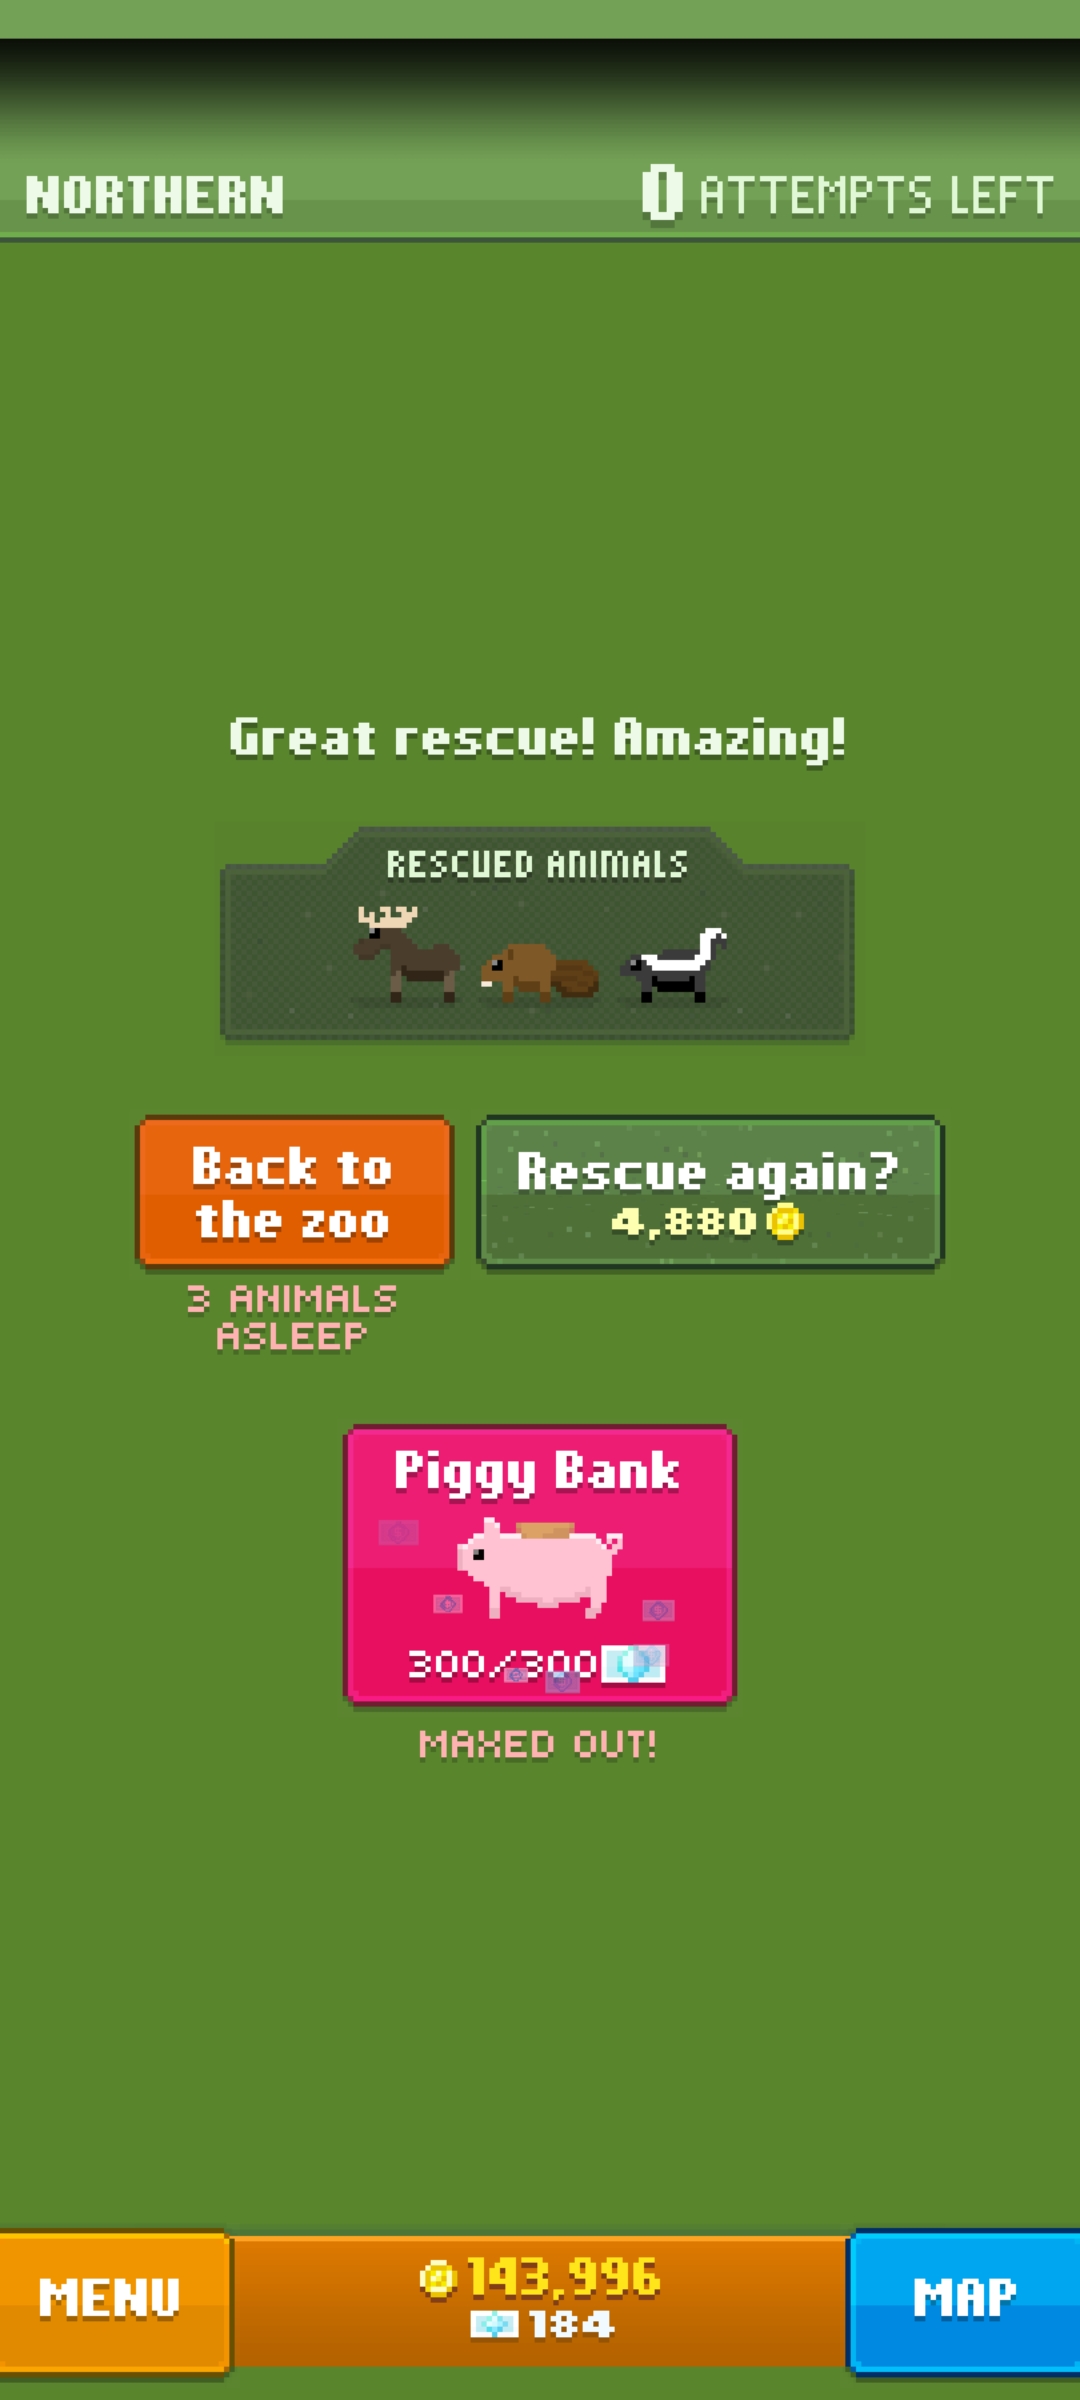 NORTHERN
0 ATTEMPTS LEFT
Great rescue! Amazing!
RESCUED ANIMALS
Back to
the zoo
Rescue again?
4,880
3 ANIMALS
ASLEEP
Piggy Bank
300/300
MAXED OUT!
MENU
143,996
184
MAP